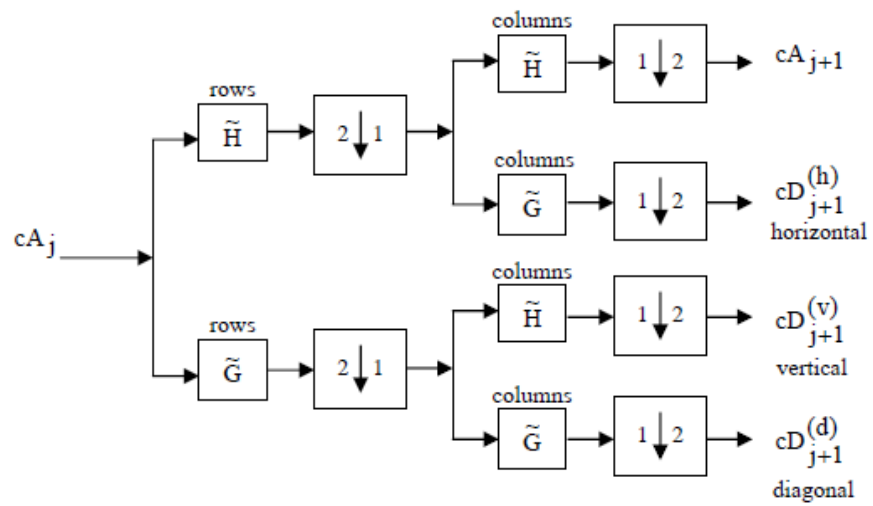 columns
H̃
1↓2
cA j+1
rows
H̃
2↓1
columns
G̃
1↓2
cD (h) j+1
horizontal
cA j
columns
H̃
1↓2
cD (v) j+1
vertical
rows
G̃
2↓1
columns
G̃
1↓2
cD (d) j+1
diagonal